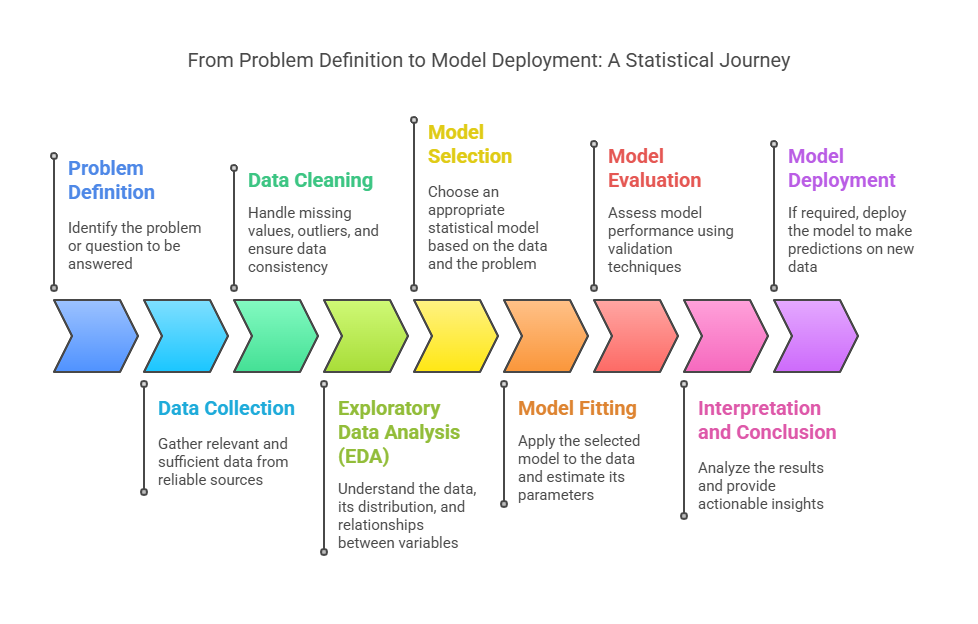 From Problem Definition to Model Deployment: A Statistical Journey
Problem
Definition
Identify the problem
or question to be
answered
Data Collection
Gather relevant and
sufficient data from
reliable sources
Data Cleaning
Handle missing
values, outliers, and
ensure data
consistency
Exploratory
Data Analysis
(EDA)
Understand the data,
its distribution, and
relationships
between variables
Model
Selection
Choose an
appropriate
statistical model
based on the data
and the problem
Model Fitting
Apply the selected
model to the data
and estimate its
parameters
Model
Evaluation
Assess model
performance using
validation
techniques
Interpretation
and Conclusion
Analyze the results
and provide
actionable insights
Model
Deployment
If required, deploy
the model to make
predictions on new
data